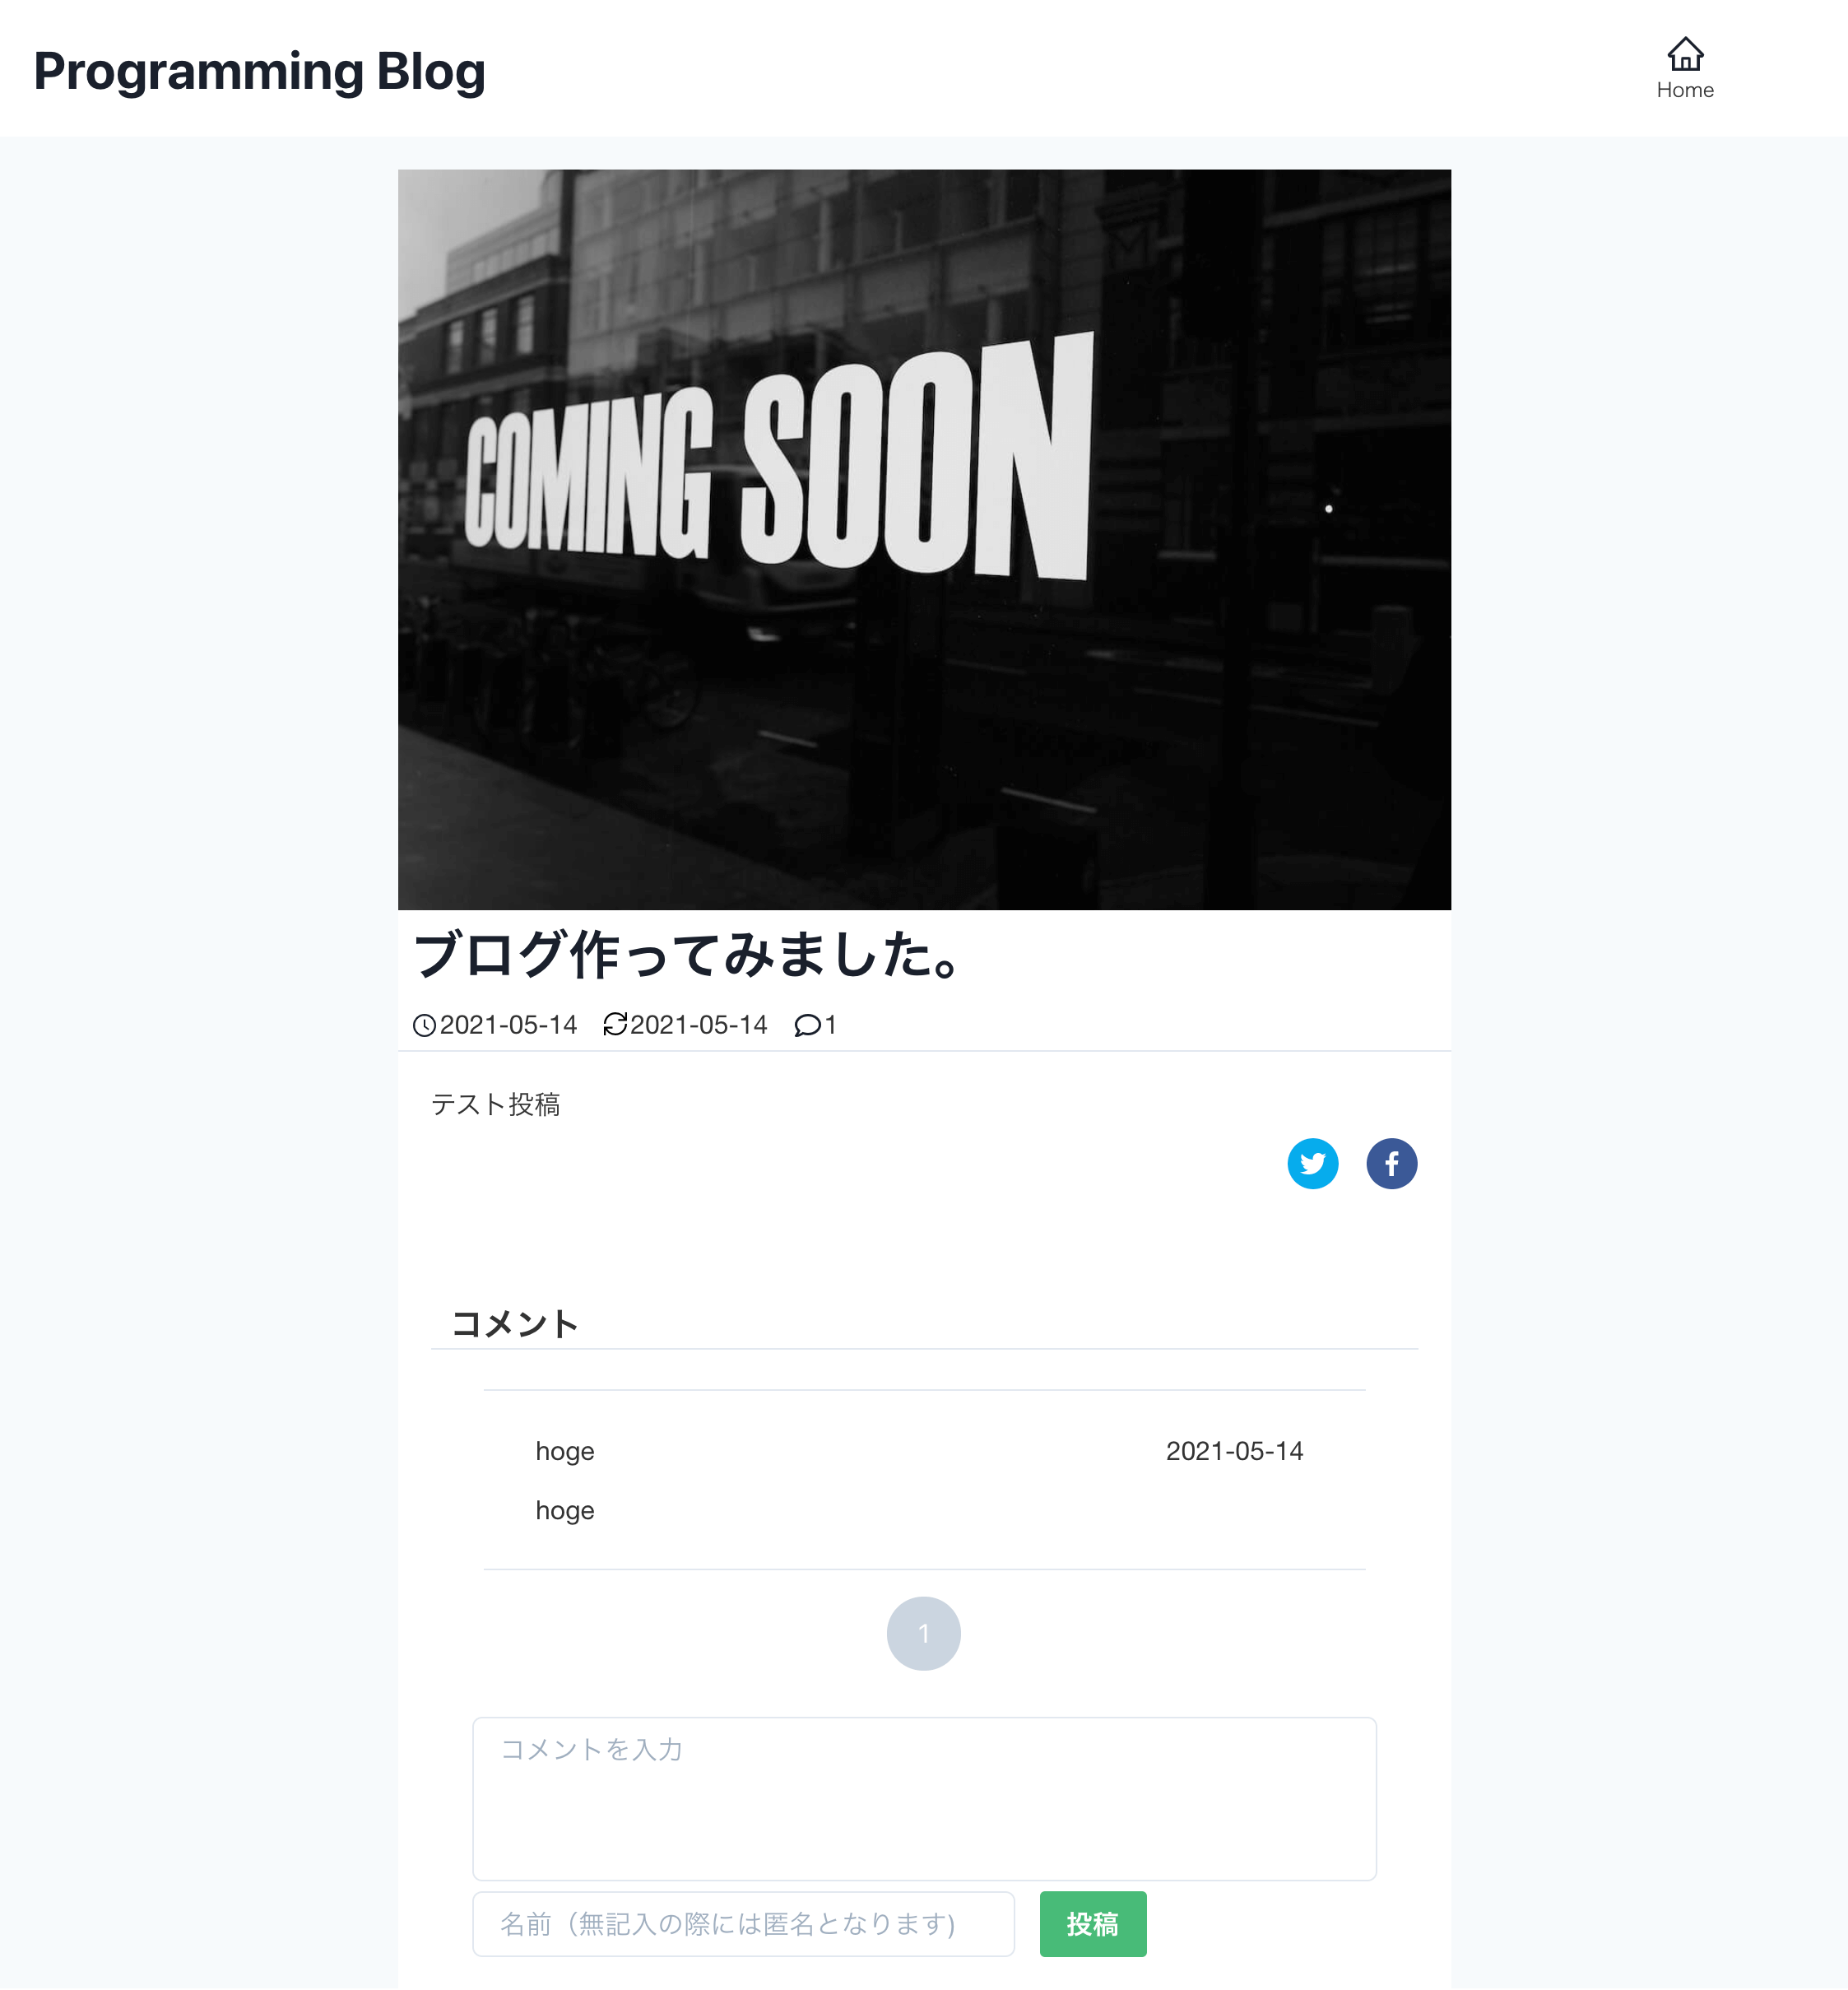 Programming Blog
Home
COMING SOON
ブログ作ってみました。
2021-05-14 2021-05-14 1
テスト投稿
コメント
hoge 2021-05-14
hoge
1
コメントを入力
名前（無記入の際には匿名となります) 投稿